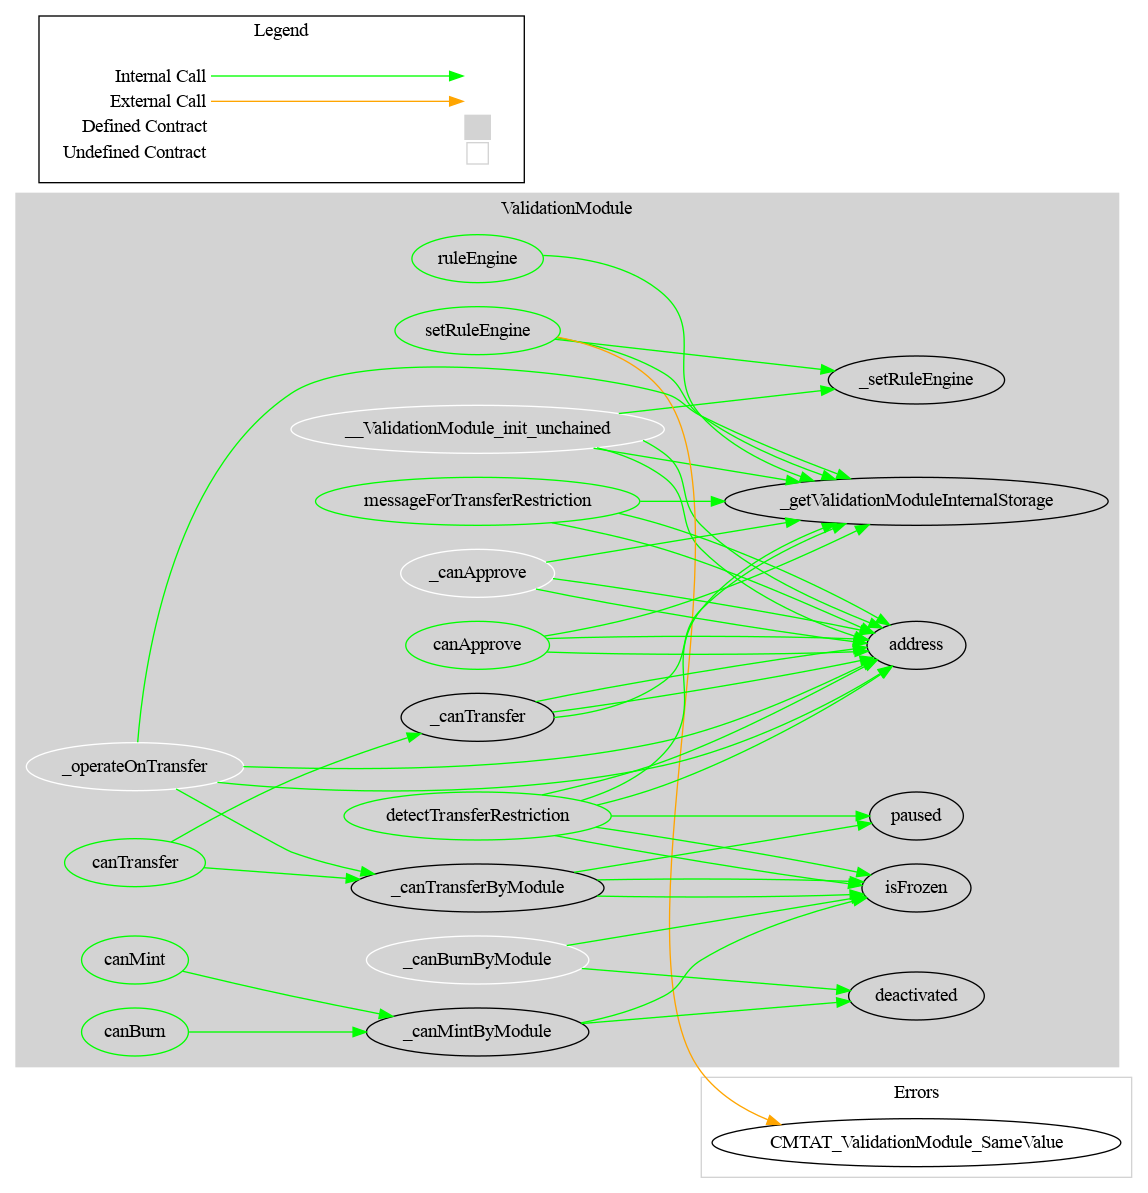 Legend
Internal Call
External Call
Defined Contract
Undefined Contract
ValidationModule
ruleEngine
setRuleEngine
_setRuleEngine
__ValidationModule_init_unchained
messageForTransferRestriction
_getValidationModuleInternalStorage
_canApprove
canApprove
address
_canTransfer
_operateOnTransfer
detectTransferRestriction
paused
canTransfer
_canTransferByModule
isFrozen
canMint
_canBurnByModule
deactivated
canBurn
_canMintByModule
Errors
CMTAT_ValidationModule_SameValue